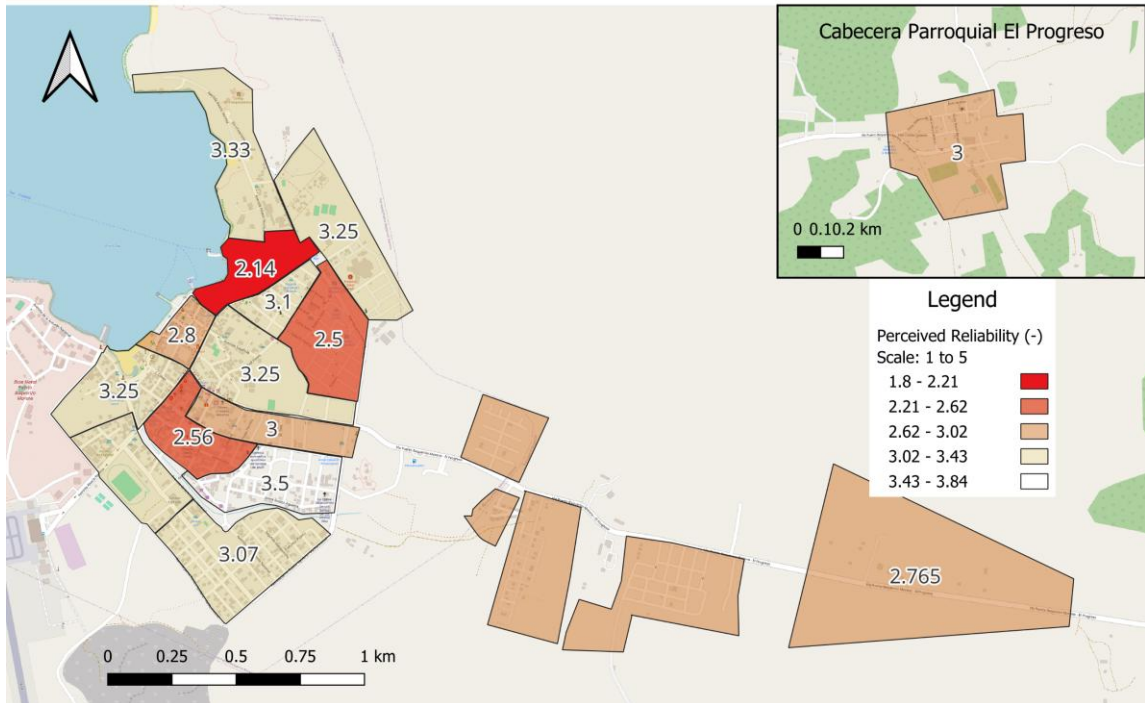 Cabecera Parroquial El Progreso
3
0 0.10.2 km
3.33
3.25
2.14
3.1
2.8
2.5
3.25
3.25
2.56
3
3.5
3.07
2.765
Legend
Perceived Reliability (-)
Scale: 1 to 5
1.8 - 2.21
2.21 - 2.62
2.62 - 3.02
3.02 - 3.43
3.43 - 3.84
0 0.25 0.5 0.75 1 km